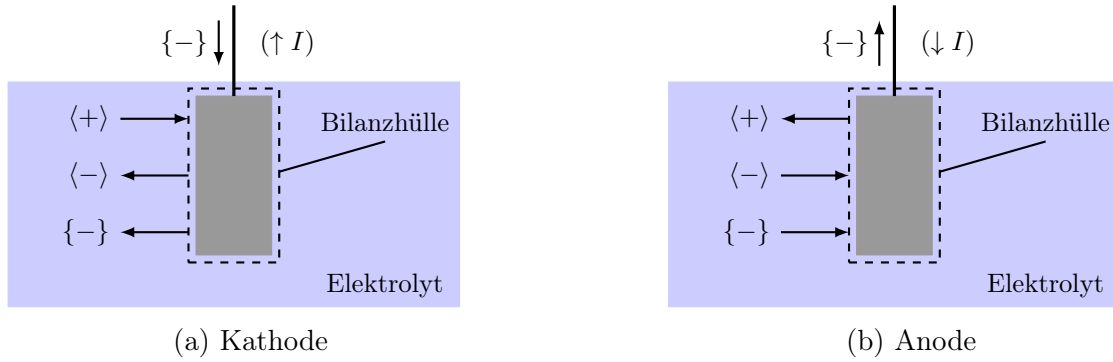 {−} (↑ I)
⟨+⟩
Bilanzhülle
⟨−⟩
{−}
Elektrolyt
(a) Kathode
{−} (↓ I)
⟨+⟩
Bilanzhülle
⟨−⟩
{−}
Elektrolyt
(b) Anode